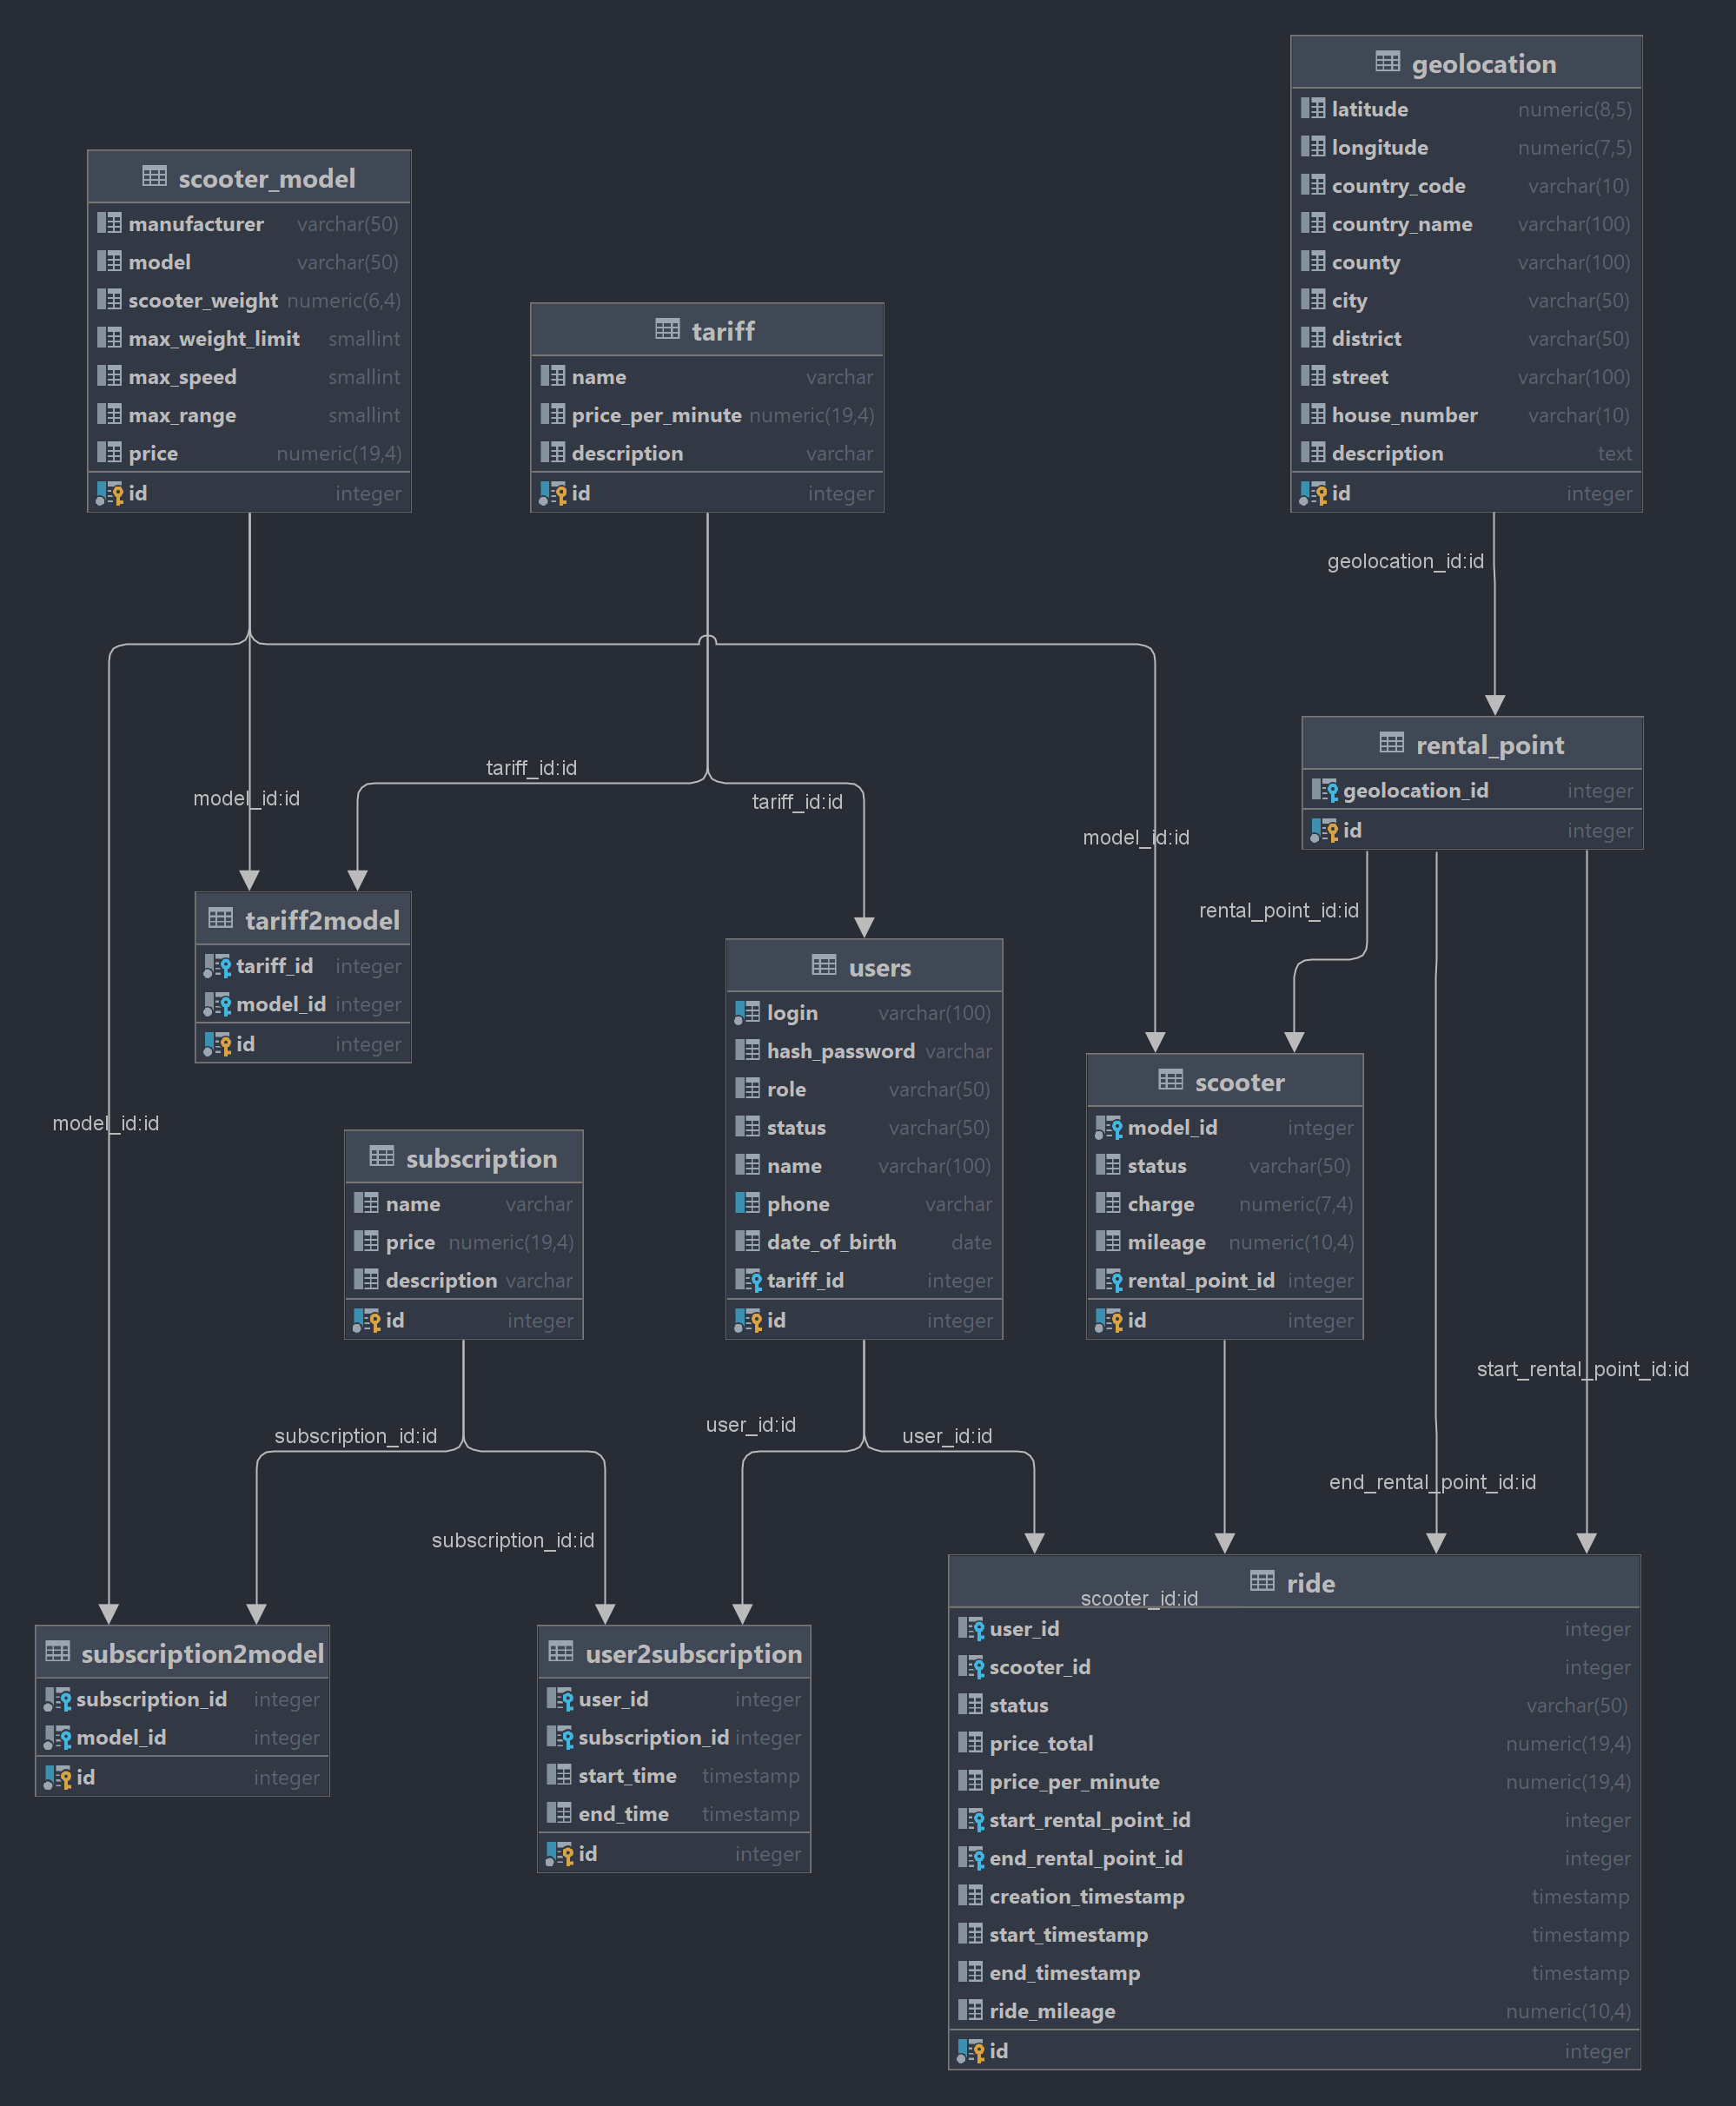 geolocation
latitude numeric(8,5)
longitude numeric(7,5)
country_code varchar(10)
country_name varchar(100)
county varchar(100)
city varchar(50)
district varchar(50)
street varchar(100)
house_number varchar(10)
description text
id integer
scooter_model
manufacturer varchar(50)
model varchar(50)
scooter_weight numeric(6,4)
max_weight_limit smallint
max_speed smallint
max_range smallint
price numeric(19,4)
id integer
tariff
name varchar
price_per_minute numeric(19,4)
description varchar
id integer
geolocation_id:id
rental_point
geolocation_id integer
id integer
tariff_id:id
model_id:id
tariff_id:id
model_id:id
rental_point_id:id
tariff2model
tariff_id integer
model_id integer
id integer
users
login varchar(100)
hash_password varchar
role varchar(50)
status varchar(50)
name varchar(100)
phone varchar
date_of_birth date
tariff_id integer
id integer
scooter
model_id integer
status varchar(50)
charge numeric(7,4)
mileage numeric(10,4)
rental_point_id integer
id integer
model_id:id
subscription
name varchar
price numeric(19,4)
description varchar
id integer
start_rental_point_id:id
subscription_id:id
user_id:id
user_id:id
end_rental_point_id:id
subscription_id:id
subscription2model
subscription_id integer
model_id integer
id integer
user2subscription
user_id integer
subscription_id integer
start_time timestamp
end_time timestamp
id integer
ride
scooter_id:id
user_id integer
scooter_id integer
status varchar(50)
price_total numeric(19,4)
price_per_minute numeric(19,4)
start_rental_point_id integer
end_rental_point_id integer
creation_timestamp timestamp
start_timestamp timestamp
end_timestamp timestamp
ride_mileage numeric(10,4)
id integer